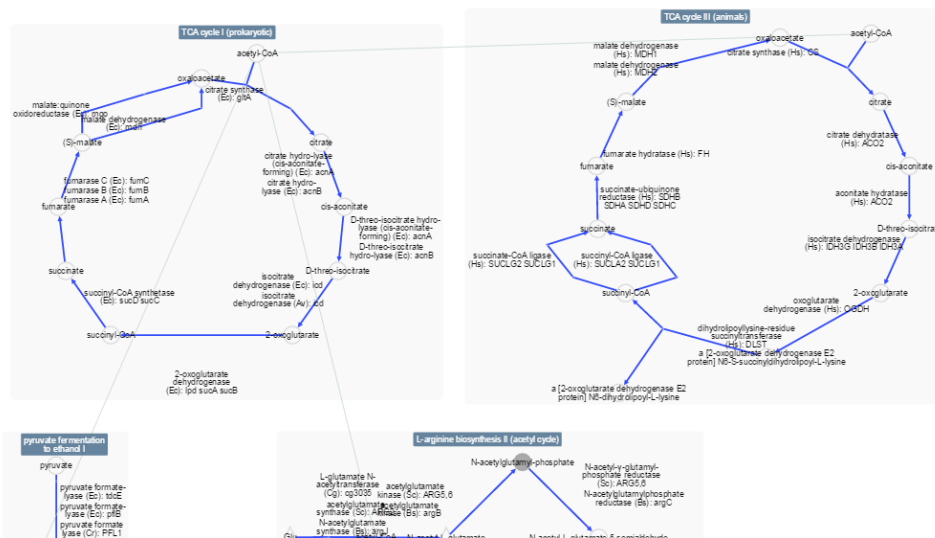 TCA cycle I (prokaryotic)
acetyl-CoA
oxaloacetate
citrate synthase
(Ec): gltA
malate:quinone
oxidoreductase (Ec): mqo
malate dehydrogenase
(Ec): mdh
(S)-malate
citrate
citrate hydro-lyase
(cis-aconitate-
forming) (Ec): acnA
citrate hydro-
lyase (Ec): acnB
fumarase C (Ec): fumC
fumarase B (Ec): fumB
fumarase A (Ec): fumA
fumarate
cis-aconitate
D-threo-isocitrate hydro-
lyase (cis-aconitate-
forming) (Ec): acnA
D-threo-isocitrate
hydro-lyase (Ec): acnB
succinate
D-threo-isocitrate
isocitrate
dehydrogenase (Ec): icd
isocitrate
dehydrogenase (Av): icd
succinyl-CoA synthetase
(Ec): sucD sucC
succinyl-CoA
2-oxoglutarate
2-oxoglutarate
dehydrogenase
(Ec): lpd sucA sucB
TCA cycle III (animals)
oxaloacetate
acetyl-CoA
malate dehydrogenase
(Hs): MDH1
malate dehydrogenase
(Hs): MDH2
citrate synthase (Hs): CS
(S)-malate
citrate
citrate dehydratase
(Hs): ACO2
fumarate hydratase (Hs): FH
fumarate
cis-aconitate
succinate-ubiquinone
reductase (Hs): SDHB
SDHA SDHD SDHC
aconitate hydratase
(Hs): ACO2
succinate
D-threo-isocitra
isocitrate dehydrogenase
(Hs): IDH3G IDH3B IDH3A
succinate-CoA ligase
(Hs): SUCLG2 SUCLG1
succinyl-CoA ligase
(Hs): SUCLA2 SUCLG1
succinyl-CoA
2-oxoglutarate
oxoglutarate
dehydrogenase (Hs): OGDH
dihydrolipoyllysine-residue
succinyltransferase
(Hs): DLST
a [2-oxoglutarate dehydrogenase E2
protein] N6-S-succinyldihydrolipoyl-L-lysine
a [2-oxoglutarate dehydrogenase E2
protein] N6-dihydrolipoyl-L-lysine
pyruvate fermentation
to ethanol I
pyruvate
pyruvate formate-
lyase (Ec): tdcE
pyruvate formate-
lyase (Ec): pflB
pyruvate formate
lyase (Cr): PFL1
L-arginine biosynthesis II (acetyl cycle)
N-acetylglutamyl-phosphate
L-glutamate N-
acetyltransferase
(Cg): cg3035
acetylglutamate
synthase (Sc):
N-acetylglutamate
synthase (Bs): argJ
acetylglutamate
kinase (Sc): ARG5,6
acetylglutamate
kinase (Bs): argB
N-acetyl-γ-glutamyl-
phosphate reductase
(Sc): ARG5,6
N-acetylglutamylphosphate
reductase (Bs): argC